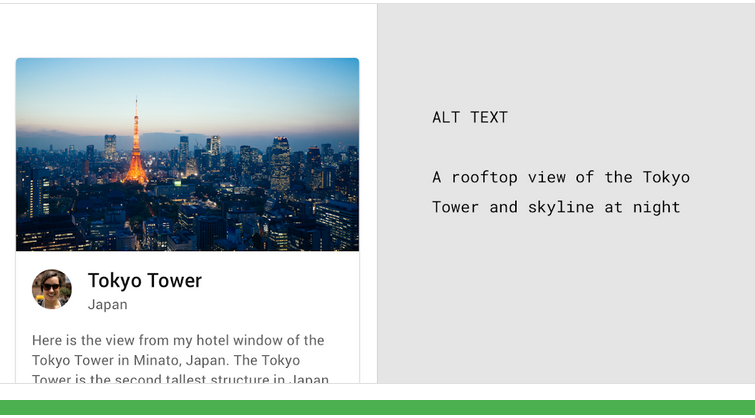 ALT TEXT
A rooftop view of the Tokyo
Tower and skyline at night
Tokyo Tower
Japan
Here is the view from my hotel window of the
Tokyo Tower in Minato, Japan. The Tokyo
Tower is the second tallest structure in Japan